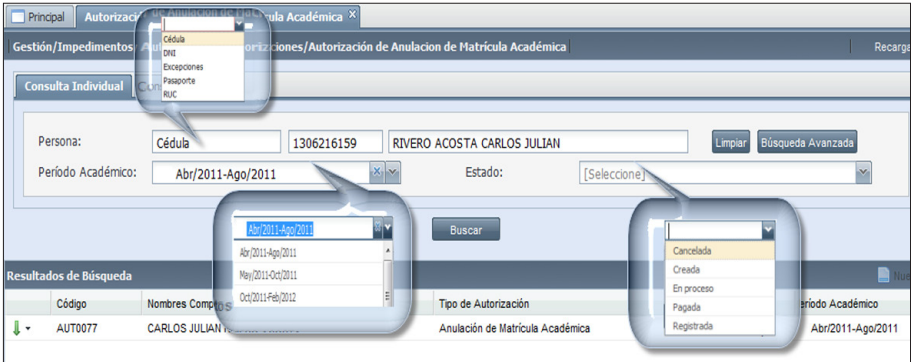 Principal Autorización de Anulacion de Matrícula Académica X
Gestión/Impedimentos/ /Autorización de Anulacion de Matrícula Académica Recarga
Cédula
DNI
Excepciones
Pasaporte
RUC
Consulta Individual
Persona: Cédula 1306216159 RIVERO ACOSTA CARLOS JULIAN Limpiar Búsqueda Avanzada
Período Académico: Abr/2011-Ago/2011 Estado: [Seleccione]
Buscar
Abr/2011-Ago/2011
Abr/2011-Ago/2011
May/2011-Oct/2011
Oct/2011-Feb/2012
Cancelada
Creada
En proceso
Pagada
Registrada
Resultados de Búsqueda
Código Nombres Tipo de Autorización Período Académico
AUT0077 CARLOS JULIAN Anulación de Matrícula Académica Abr/2011-Ago/2011